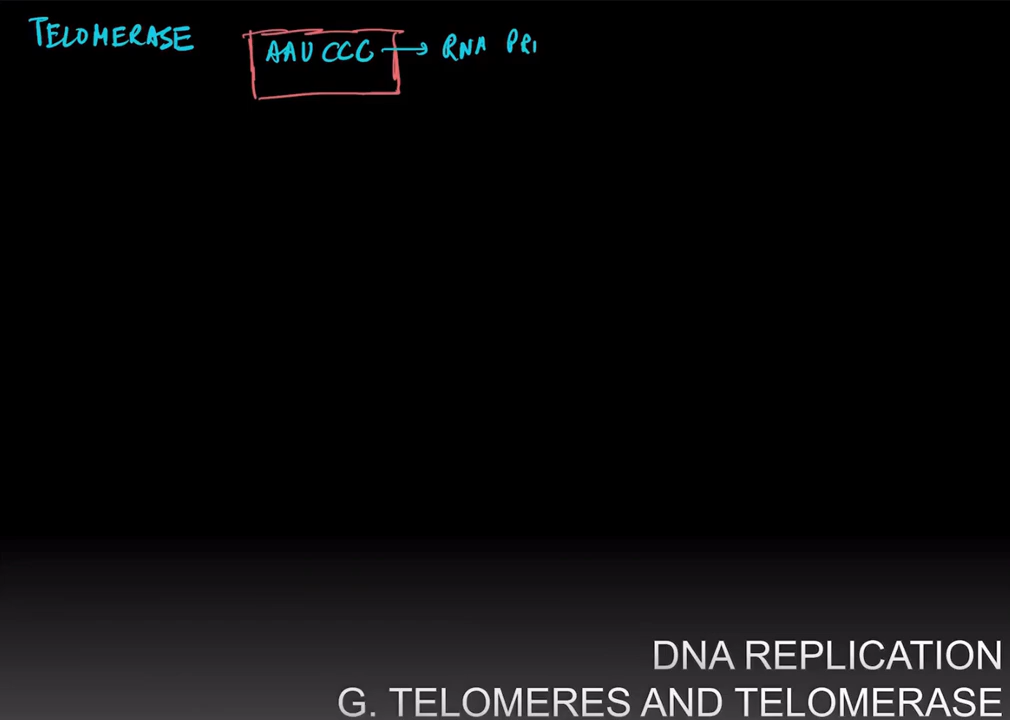 TELOMERASE AAUCCC → RNA PRI
DNA REPLICATION
G. TELOMERES AND TELOMERASE